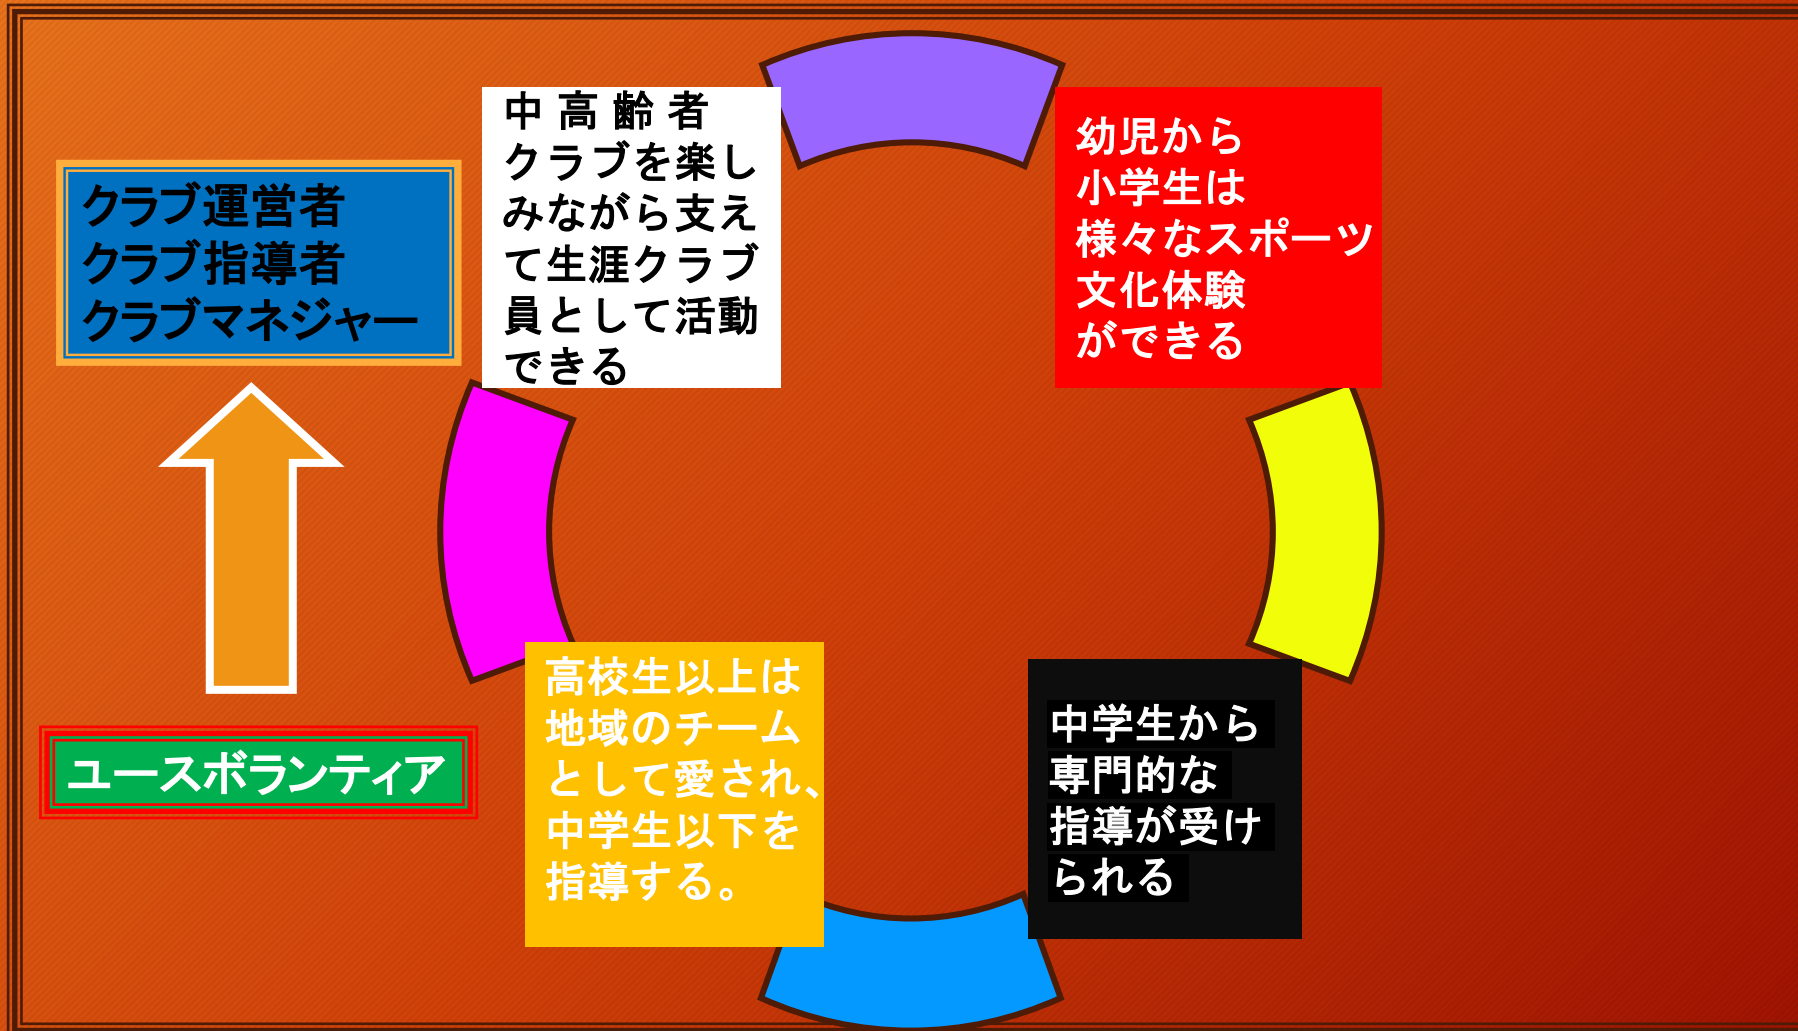 クラブ運営者
クラブ指導者
クラブマネジャー
ユースボランティア
中高齢者
クラブを楽し
みながら支え
て生涯クラブ
員として活動
できる
幼児から
小学生は
様々なスポーツ
文化体験
ができる
高校生以上は
地域のチーム
として愛され、
中学生以下を
指導する。
中学生から
専門的な
指導が受け
られる